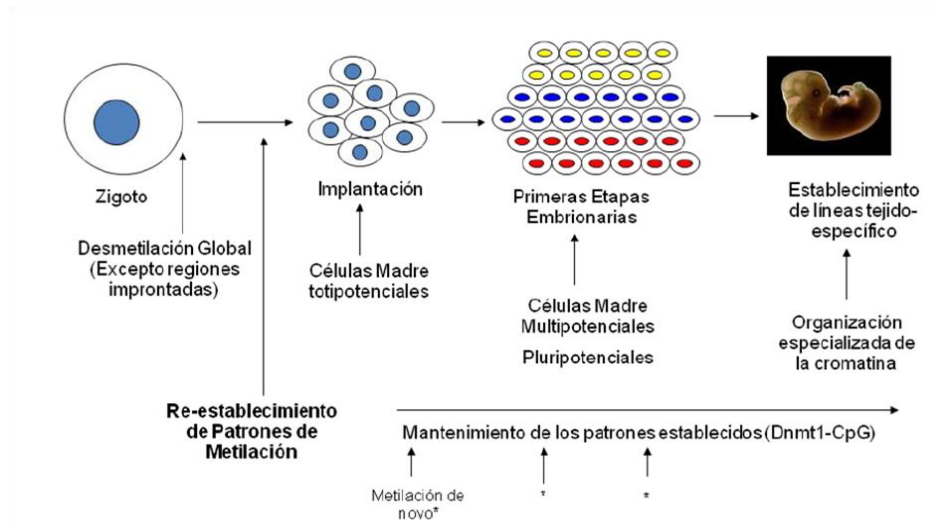 Zigoto
Desmetilación Global
(Excepto regiones
improntadas)
Implantación
Células Madre
totipotenciales
Primeras Etapas
Embrionarias
Células Madre
Multipotenciales
Pluripotenciales
Establecimiento
de líneas tejido-
específico
Organización
especializada de
la cromatina
Re-establecimiento
de Patrones de
Metilación
Mantenimiento de los patrones establecidos (Dnmt1-CpG)
Metilación de
novo*
*
*